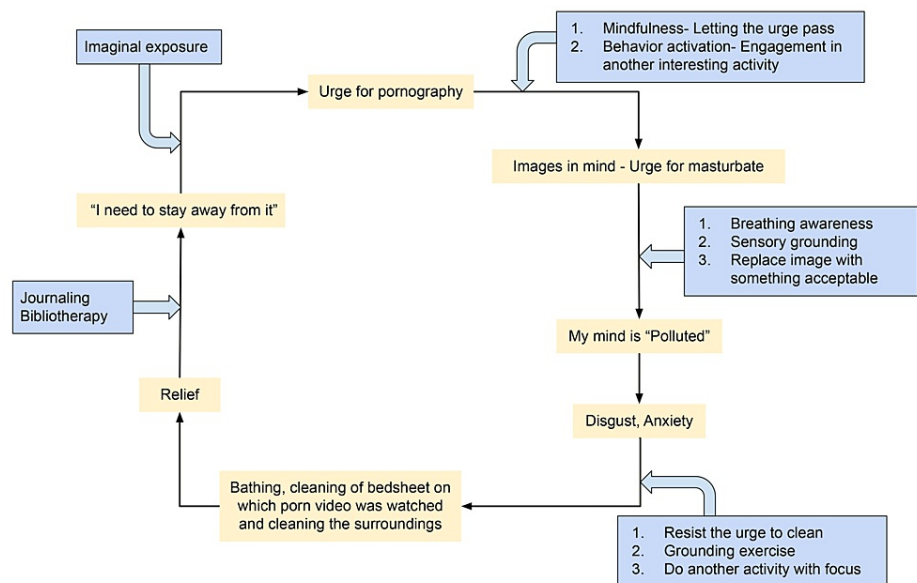 Imaginal exposure
1. Mindfulness- Letting the urge pass
2. Behavior activation- Engagement in
another interesting activity
Urge for pornography
Images in mind - Urge for masturbate
“I need to stay away from it”
1. Breathing awareness
2. Sensory grounding
3. Replace image with
something acceptable
Journaling
Bibliotherapy
My mind is “Polluted”
Relief
Disgust, Anxiety
Bathing, cleaning of bedsheet on
which porn video was watched
and cleaning the surroundings
1. Resist the urge to clean
2. Grounding exercise
3. Do another activity with focus